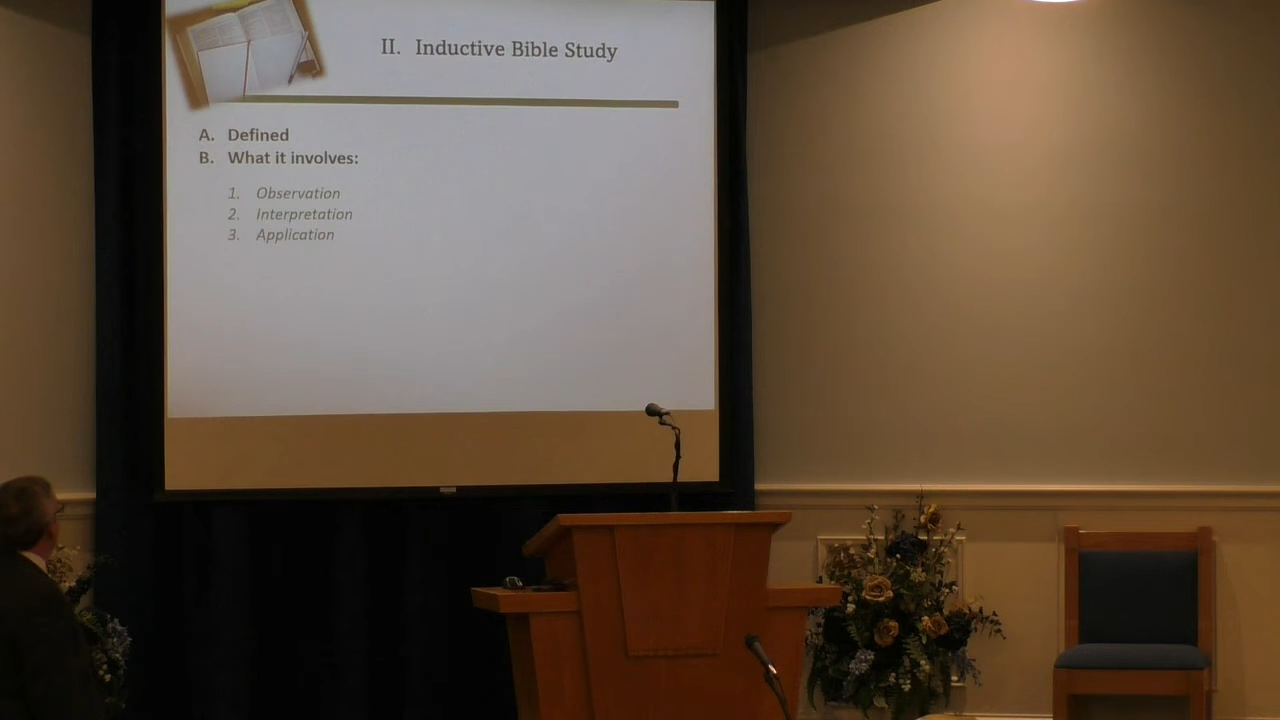 II. Inductive Bible Study
A. Defined
B. What it involves:
1. Observation
2. Interpretation
3. Application